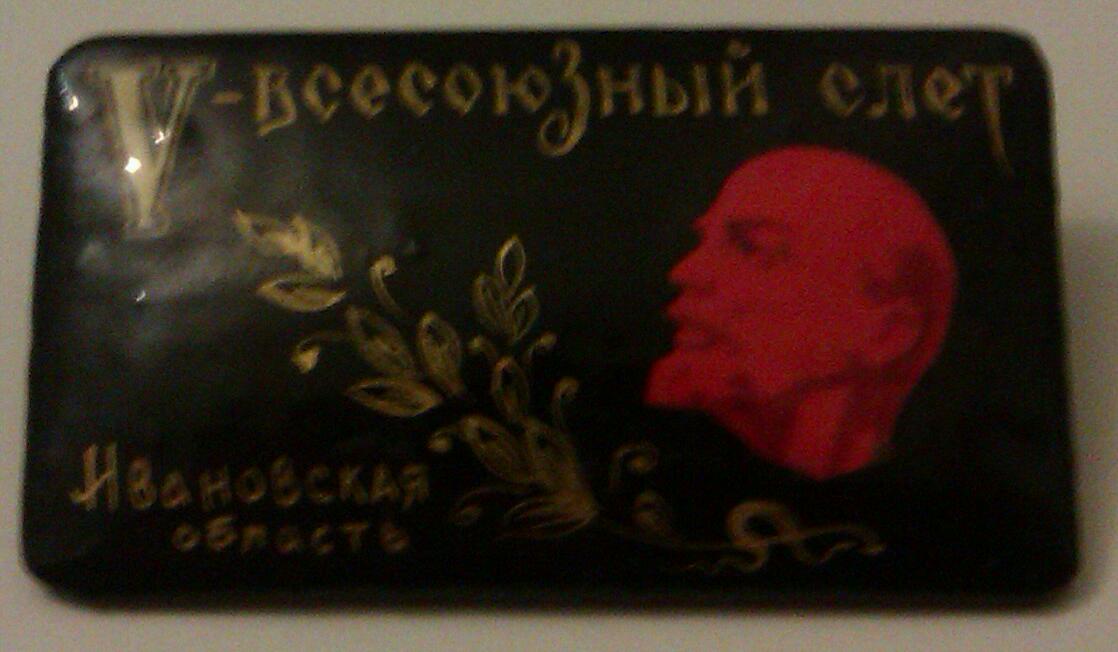 V-всесоюзный слет
Ивановская
область